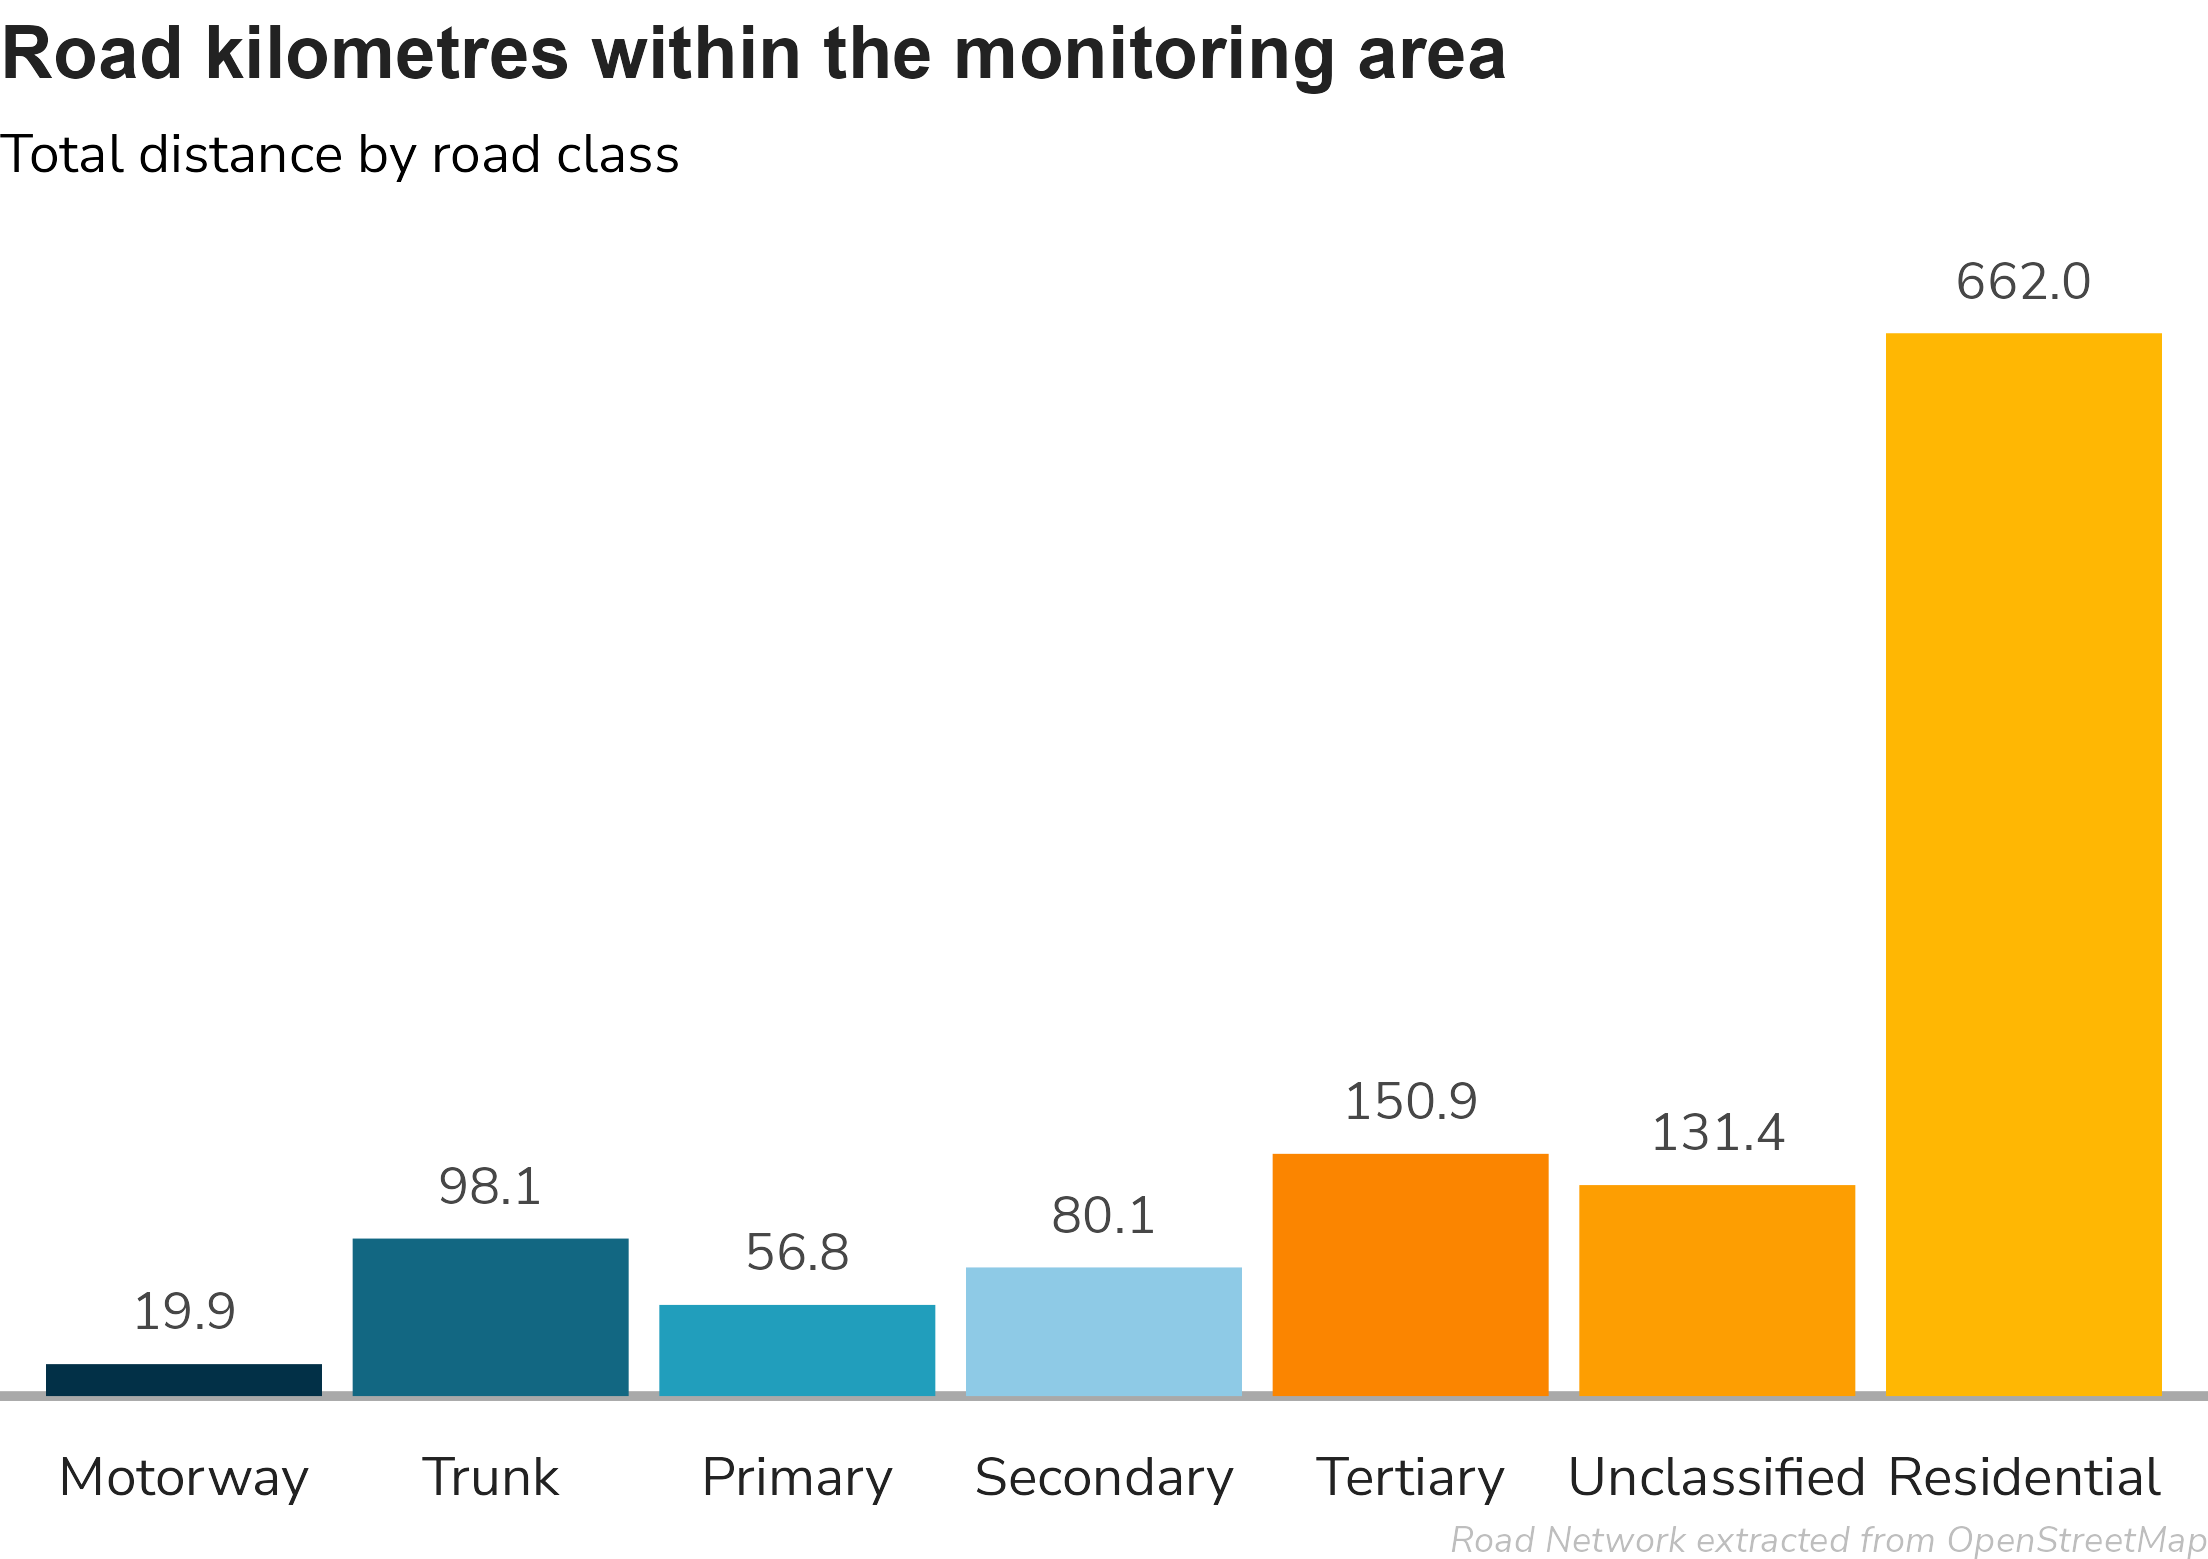 Road kilometres within the monitoring area
Total distance by road class
662.0
150.9
131.4
98.1
80.1
56.8
19.9
Motorway Trunk Primary Secondary Tertiary Unclassified Residential
Road Network extracted from OpenStreetMap